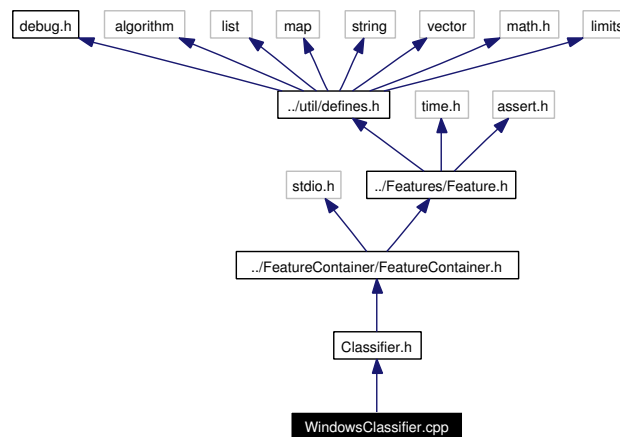 debug.h
algorithm
list
map
string
vector
math.h
limits
../util/defines.h
time.h
assert.h
stdio.h
../Features/Feature.h
../FeatureContainer/FeatureContainer.h
Classifier.h
WindowsClassifier.cpp